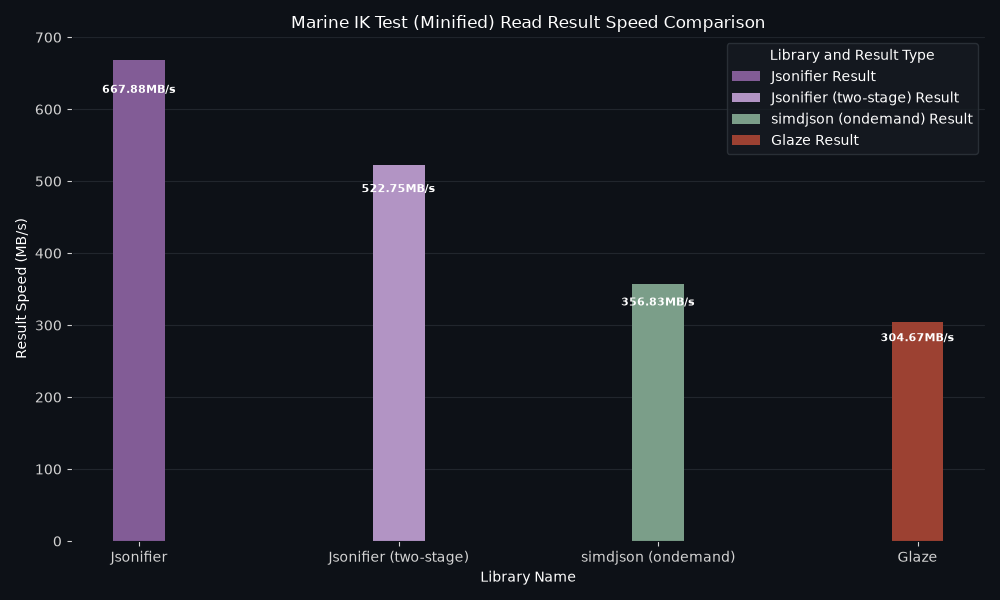 Marine IK Test (Minified) Read Result Speed Comparison
Library and Result Type
Jsonifier Result
Jsonifier (two-stage) Result
simdjson (ondemand) Result
Glaze Result
Result Speed (MB/s)
700
600
500
400
300
200
100
0
667.88MB/s
522.75MB/s
356.83MB/s
304.67MB/s
Jsonifier
Jsonifier (two-stage)
simdjson (ondemand)
Glaze
Library Name